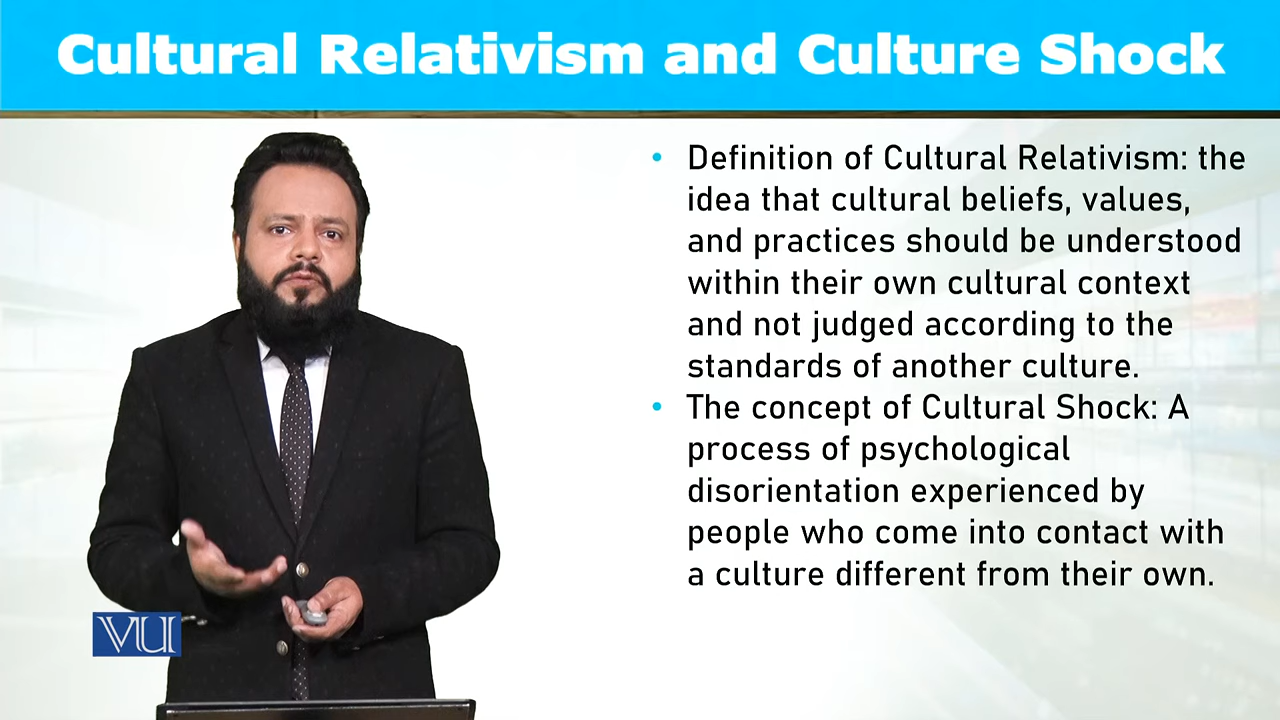 Cultural Relativism and Culture Shock
• Definition of Cultural Relativism: the
idea that cultural beliefs, values,
and practices should be understood
within their own cultural context
and not judged according to the
standards of another culture.
• The concept of Cultural Shock: A
process of psychological
disorientation experienced by
people who come into contact with
a culture different from their own.
VU